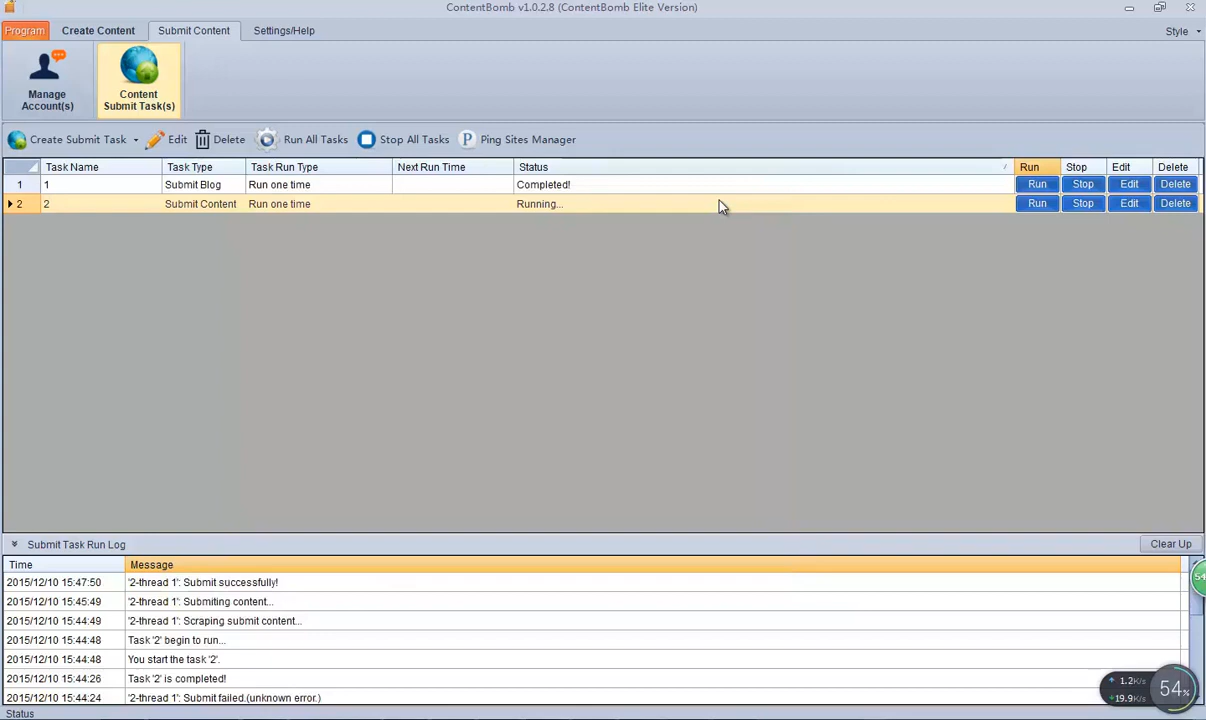 ContentBomb v1.0.2.8 (ContentBomb Elite Version)
Program Create Content Submit Content Settings/Help Style
Manage Account(s)
Content Submit Task(s)
Create Submit Task Edit Delete Run All Tasks Stop All Tasks P Ping Sites Manager
Task Name Task Type Task Run Type Next Run Time Status Run Stop Edit Delete
1 1 Submit Blog Run one time Completed! Run Stop Edit Delete
2 2 Submit Content Run one time Running... Run Stop Edit Delete
Submit Task Run Log Clear Up
Time Message
2015/12/10 15:47:50 '2-thread 1': Submit successfully!
2015/12/10 15:45:49 '2-thread 1': Submiting content...
2015/12/10 15:44:49 '2-thread 1': Scraping submit content...
2015/12/10 15:44:48 Task '2' begin to run...
2015/12/10 15:44:48 You start the task '2'.
2015/12/10 15:44:26 Task '2' is completed!
2015/12/10 15:44:24 '2-thread 1': Submit failed.(unknown error.)
54
1.2K/s
19.9K/s
54%
Status